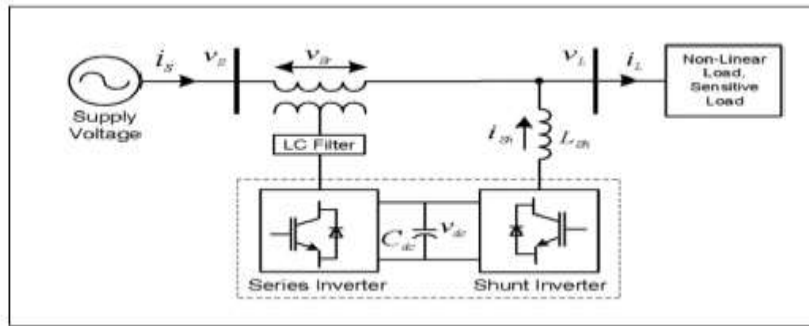 i_S
v_S
v_Sr
v_L
i_L
Non-Linear
Load,
Sensitive
Load
Supply
Voltage
LC Filter
i_Sh
L_Sh
C_dc
v_dc
Series Inverter
Shunt Inverter